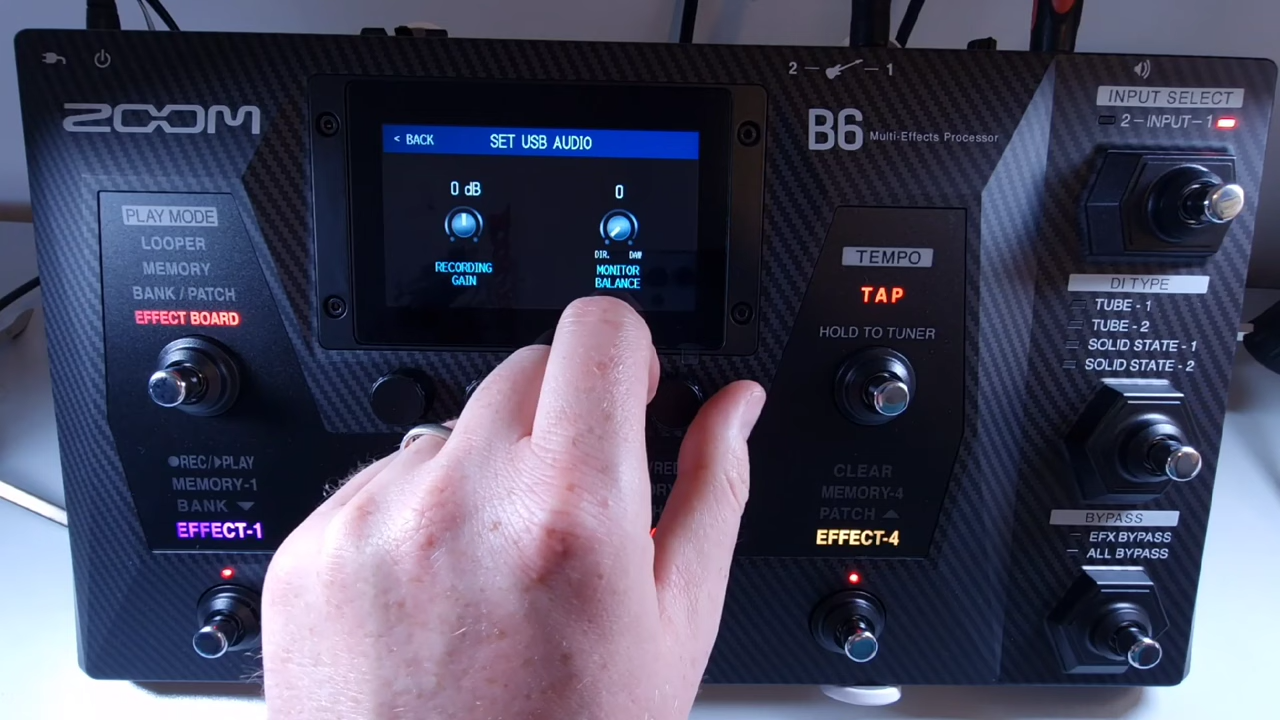 2 — — 1
ZOOM
B6 Multi-Effects Processor
INPUT SELECT
2-INPUT-1
< BACK
SET USB AUDIO
0 dB
0
DIR. DAW
RECORDING
GAIN
MONITOR
BALANCE
PLAY MODE
LOOPER
MEMORY
BANK / PATCH
EFFECT BOARD
TEMPO
TAP
HOLD TO TUNER
DI TYPE
TUBE - 1
TUBE - 2
SOLID STATE - 1
SOLID STATE - 2
●REC/▶PLAY
MEMORY-1
BANK ▼
EFFECT-1
CLEAR
MEMORY-4
PATCH ▲
EFFECT-4
BYPASS
EFX BYPASS
ALL BYPASS